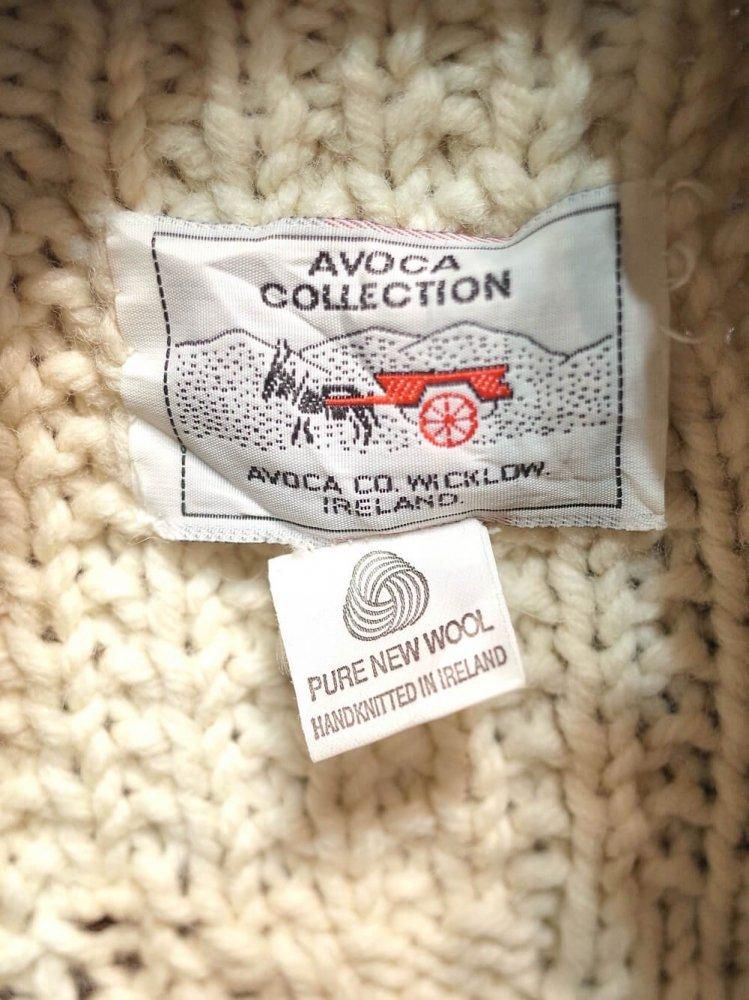 AVOCA
COLLECTION
AVOCA CO. WICKLOW.
IRELAND.
PURE NEW WOOL
HANDKNITTED IN IRELAND